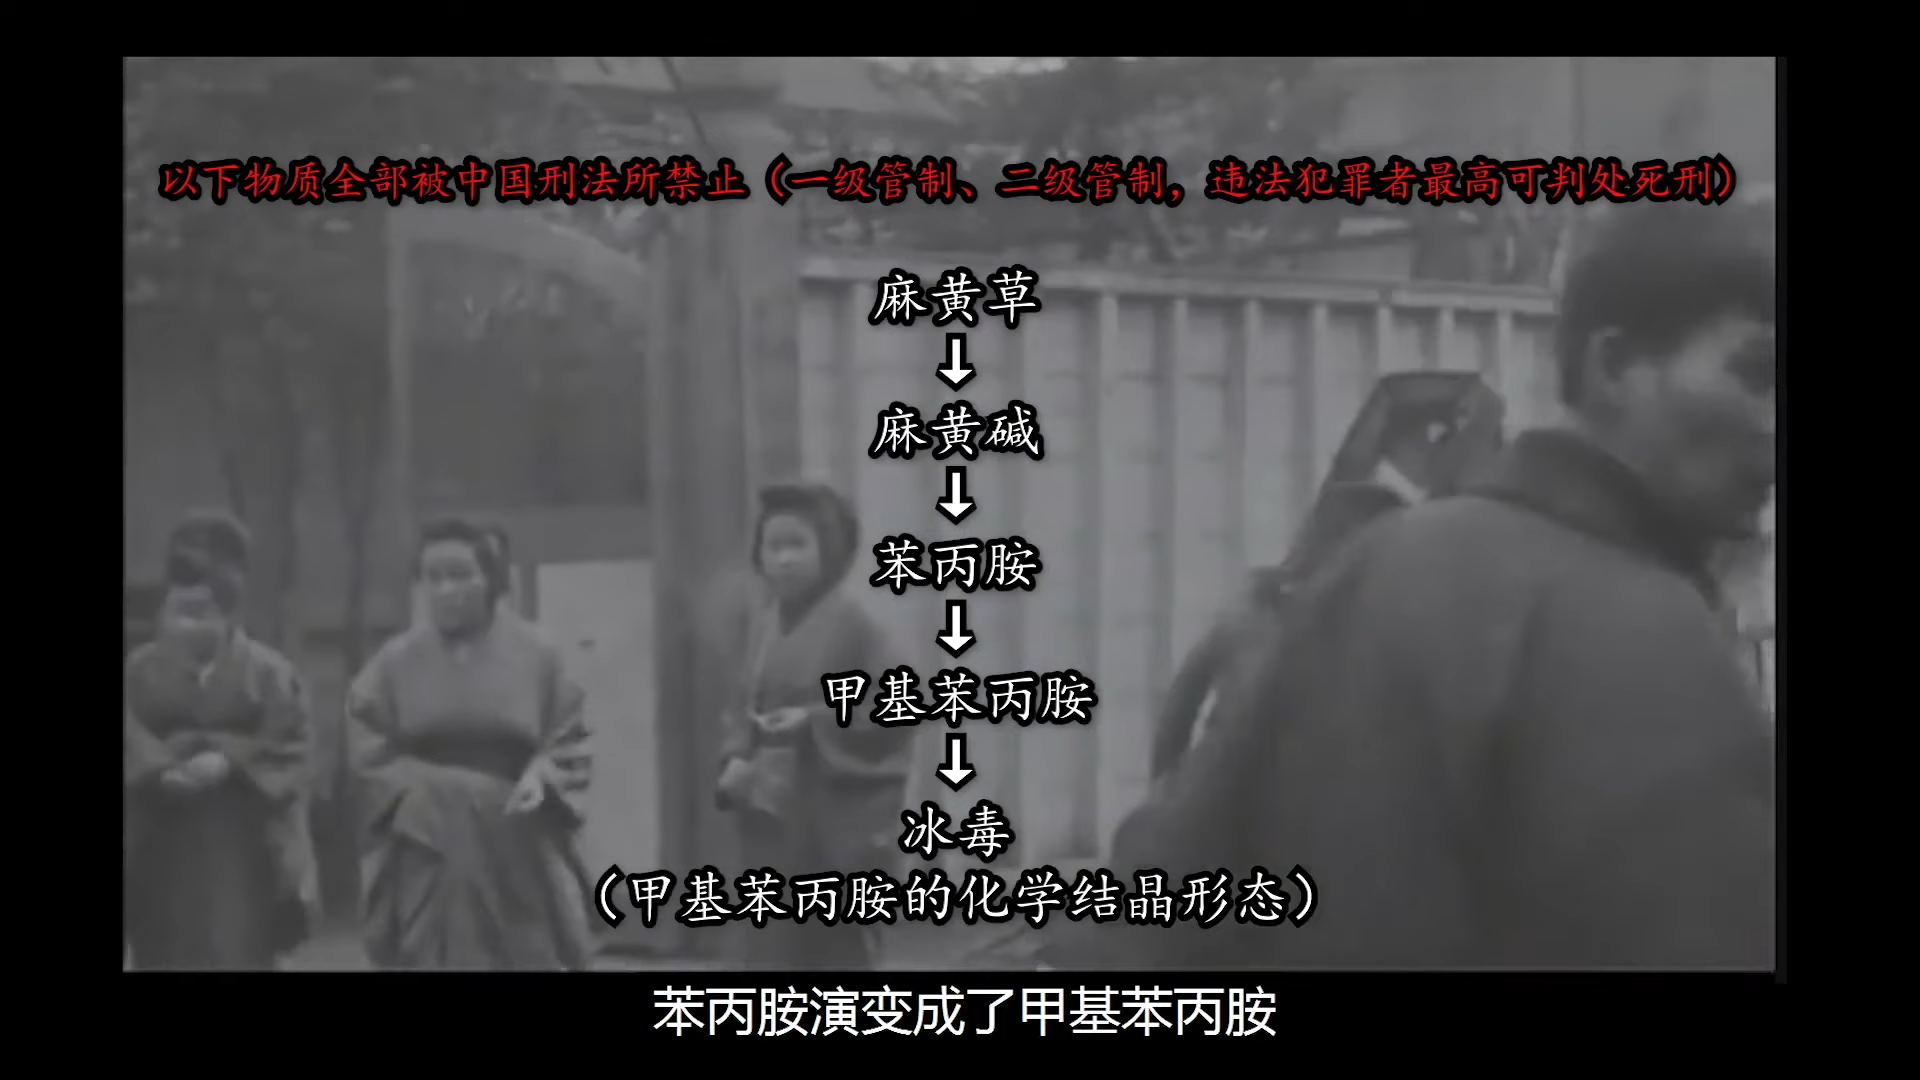 以下物质全部被中国刑法所禁止（一级管制、二级管制，违法犯罪者最高可判处死刑）
麻黄草
麻黄碱
苯丙胺
甲基苯丙胺
冰毒
（甲基苯丙胺的化学结晶形态）
苯丙胺演变成了甲基苯丙胺